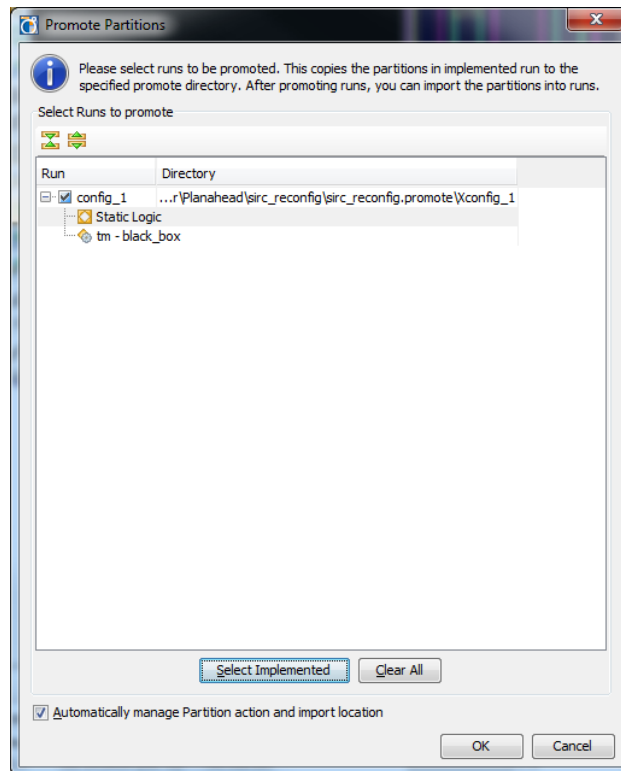 Promote Partitions
Please select runs to be promoted. This copies the partitions in implemented run to the
specified promote directory. After promoting runs, you can import the partitions into runs.
Select Runs to promote
Run Directory
config_1 ...r\Planahead\sirc_reconfig\sirc_reconfig.promote\Xconfig_1
Static Logic
tm - black_box
Select Implemented Clear All
Automatically manage Partition action and import location
OK Cancel